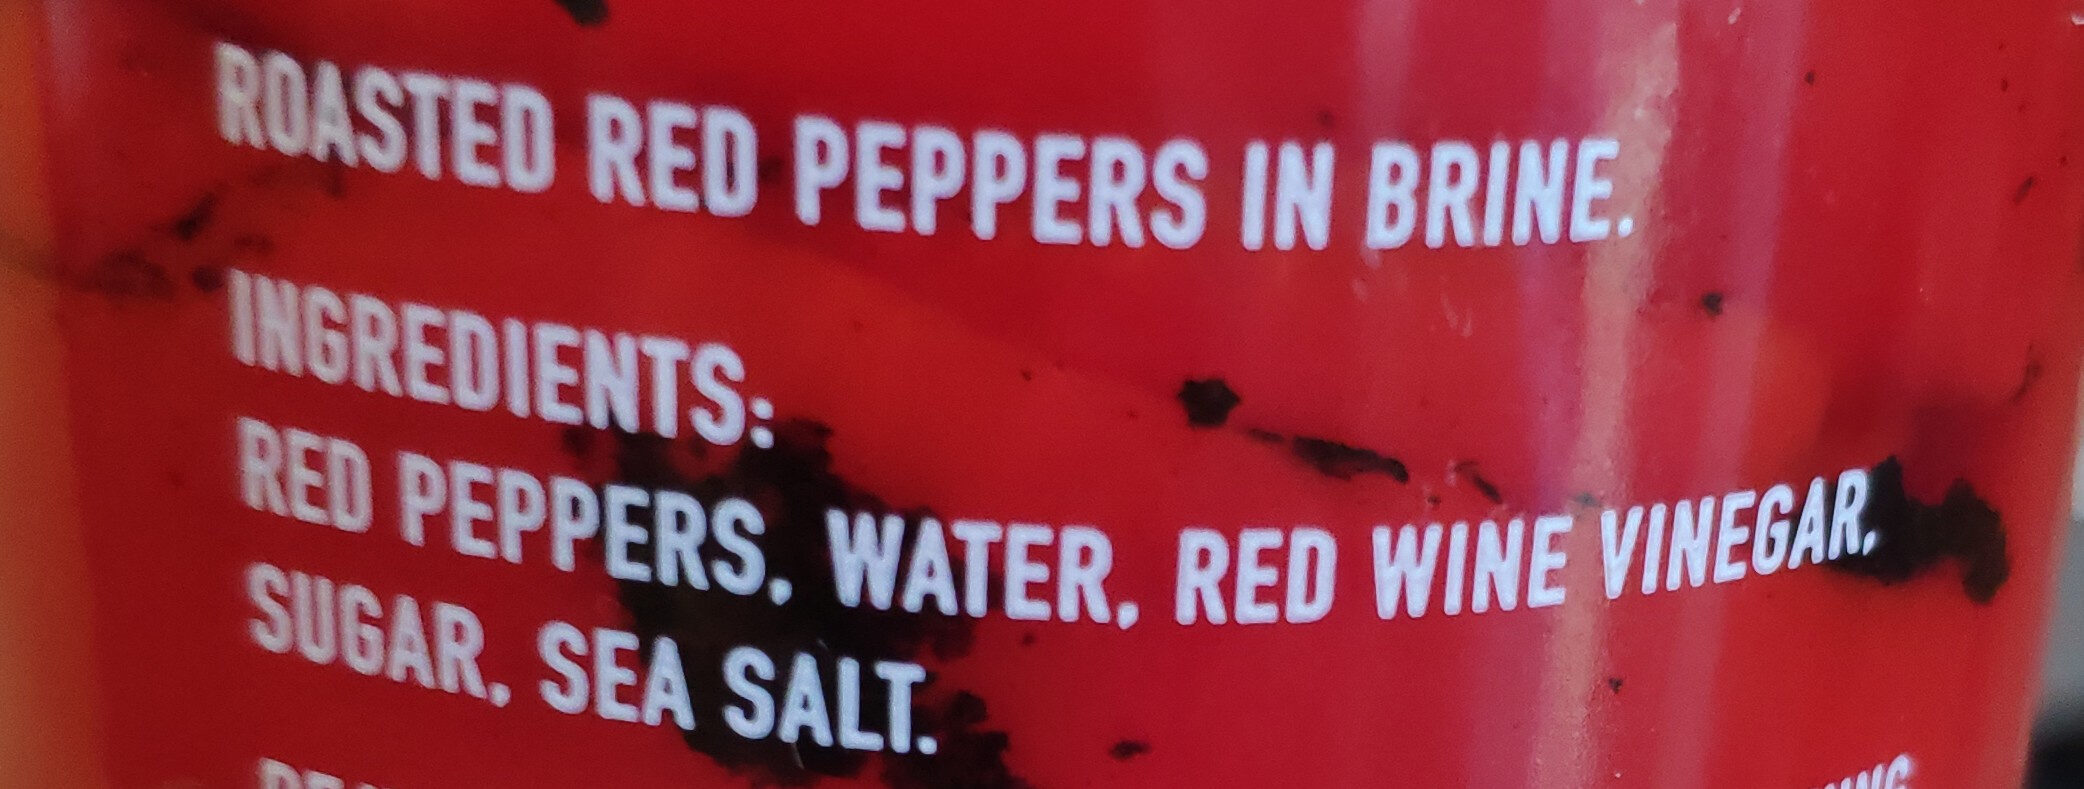 ROASTED RED PEPPERS IN BRINE.
INGREDIENTS:
RED PEPPERS, WATER, RED WINE VINEGAR,
SUGAR, SEA SALT.